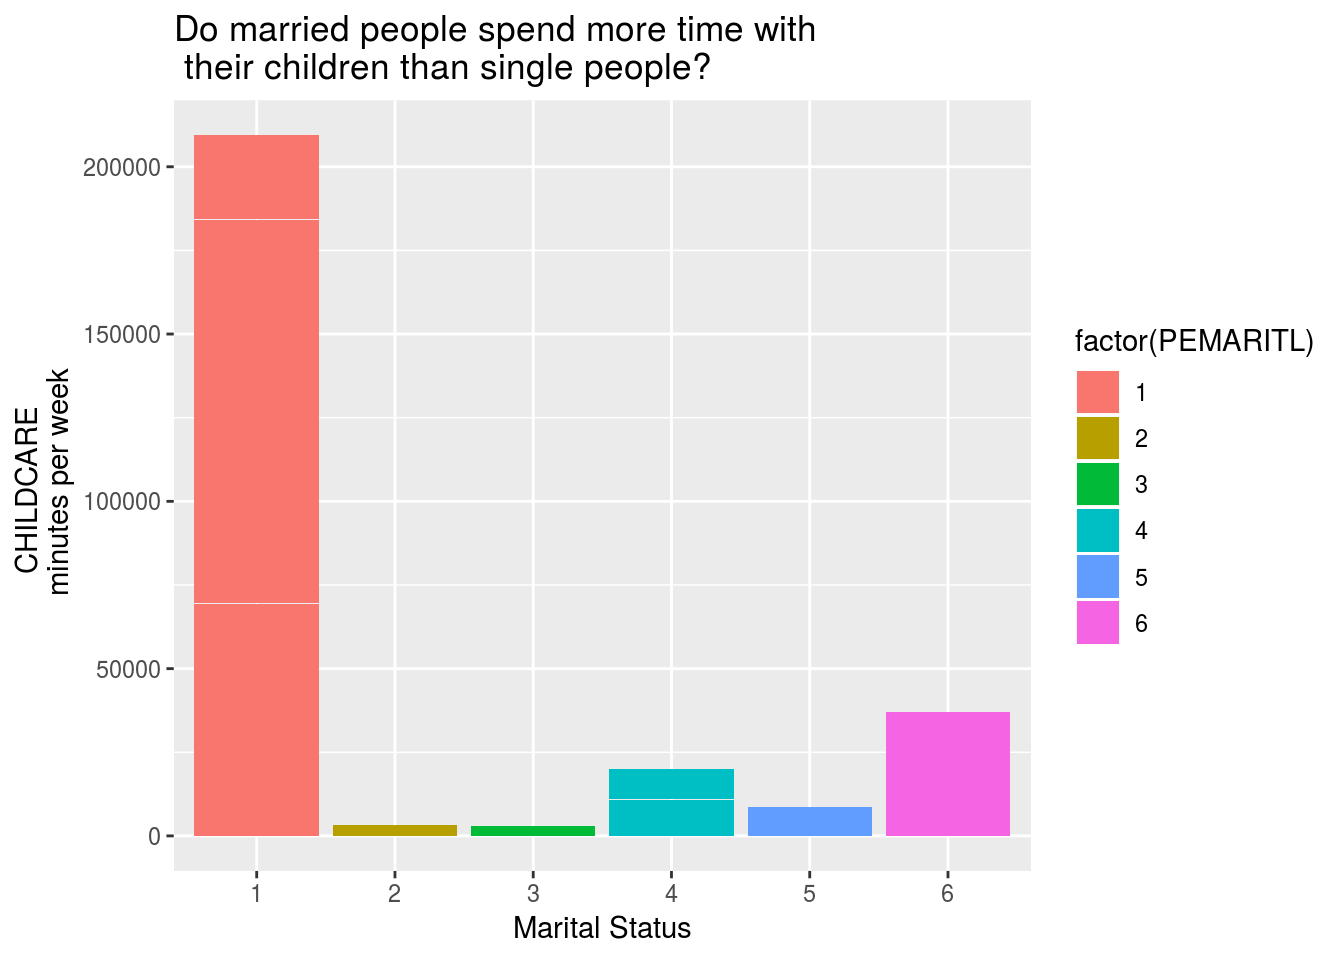 Do married people spend more time with
their children than single people?
200000
150000
100000
50000
0
CHILDCARE
minutes per week
1
2
3
4
5
6
Marital Status
factor(PEMARITL)
1
2
3
4
5
6